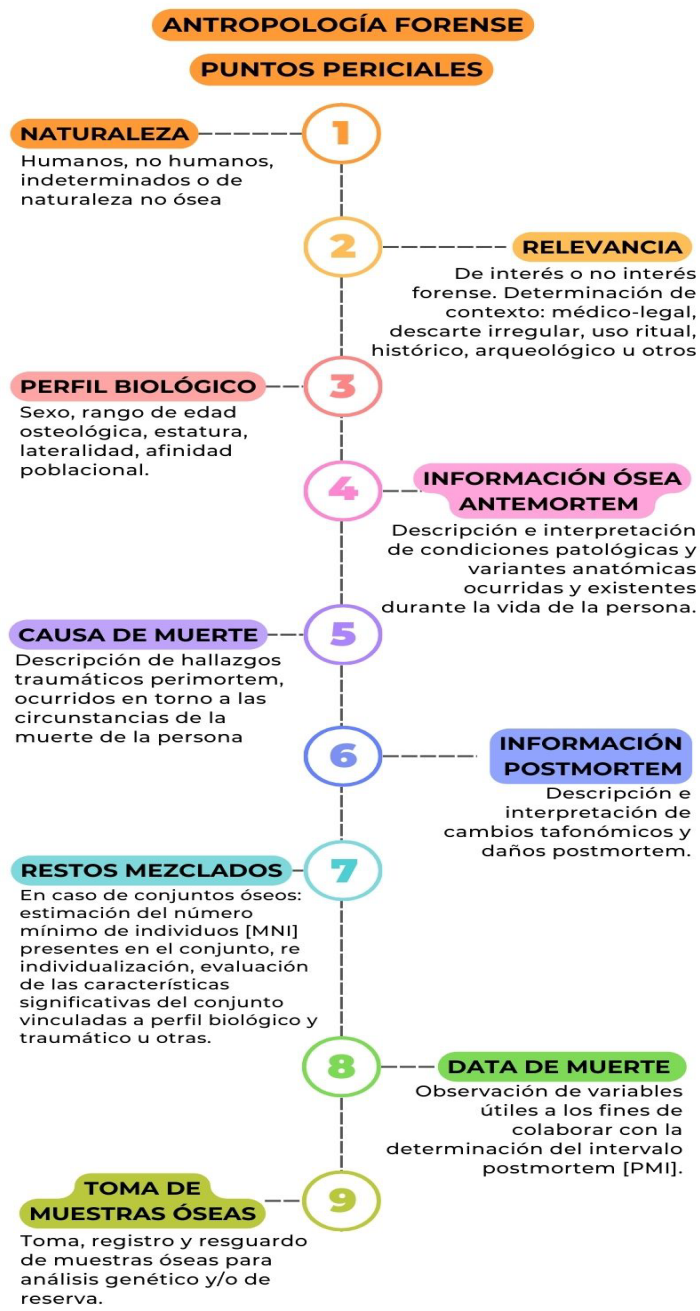 ANTROPOLOGÍA FORENSE
PUNTOS PERICIALES
1
NATURALEZA
Humanos, no humanos,
indeterminados o de
naturaleza no ósea
2
RELEVANCIA
De interés o no interés
forense. Determinación de
contexto: médico-legal,
descarte irregular, uso ritual,
histórico, arqueológico u otros
3
PERFIL BIOLÓGICO
Sexo, rango de edad
osteológica, estatura,
lateralidad, afinidad
poblacional.
4
INFORMACIÓN ÓSEA
ANTEMORTEM
Descripción e interpretación
de condiciones patológicas y
variantes anatómicas
ocurridas y existentes
durante la vida de la persona.
5
CAUSA DE MUERTE
Descripción de hallazgos
traumáticos perimortem,
ocurridos en torno a las
circunstancias de la
muerte de la persona
6
INFORMACIÓN
POSTMORTEM
Descripción e
interpretación de
cambios tafonómicos y
daños postmortem.
7
RESTOS MEZCLADOS
En caso de conjuntos óseos:
estimación del número
mínimo de individuos [MNI]
presentes en el conjunto, re
individualización, evaluación
de las características
significativas del conjunto
vinculadas a perfil biológico y
traumático u otras.
8
DATA DE MUERTE
Observación de variables
útiles a los fines de
colaborar con la
determinación del intervalo
postmortem [PMI].
9
TOMA DE
MUESTRAS ÓSEAS
Toma, registro y resguardo
de muestras óseas para
análisis genético y/o de
reserva.